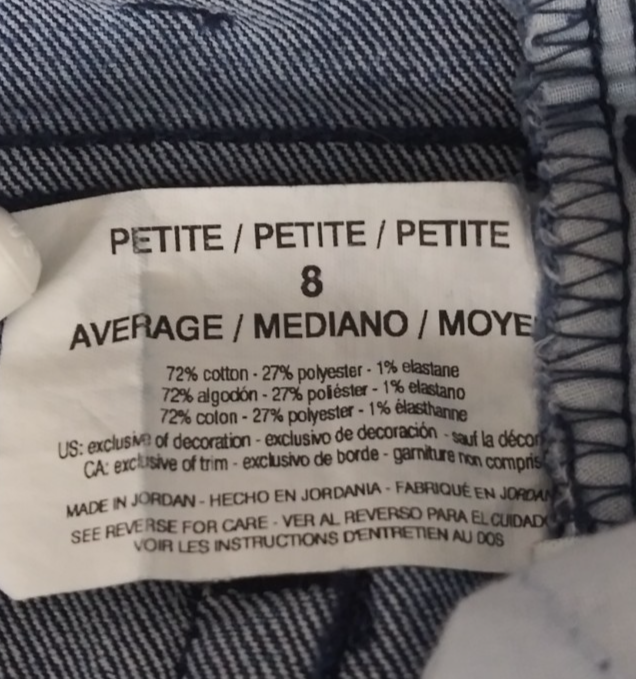 PETITE / PETITE / PETITE
8
AVERAGE / MEDIANO / MOYE
72% cotton - 27% polyester - 1% elastane
72% algodón - 27% poliéster - 1% elastano
72% coton - 27% polyester - 1% élasthanne
US: exclusive of decoration - exclusivo de decoración - sauf la décor
CA: exclusive of trim - exclusivo de borde - garniture non compris
MADE IN JORDAN - HECHO EN JORDANIA - FABRIQUÉ EN JORDAN
SEE REVERSE FOR CARE - VER AL REVERSO PARA EL CUIDAD
VOIR LES INSTRUCTIONS D'ENTRETIEN AU DOS